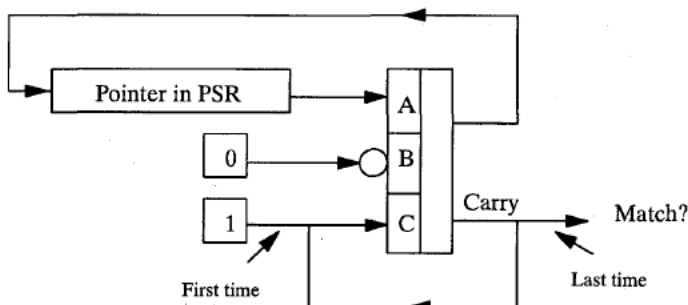 Pointer in PSR
A
0
B
1
C
Carry
Match?
First time
Last time